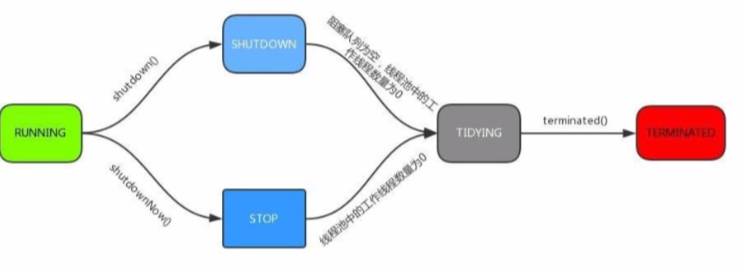 RUNNING
shutdown()
SHUTDOWN
阻塞队列为空，线程池中的工
作线程数量为0
shutdownNow()
STOP
线程池中的工作线程数量为0
TIDYING
terminated()
TERMINATED